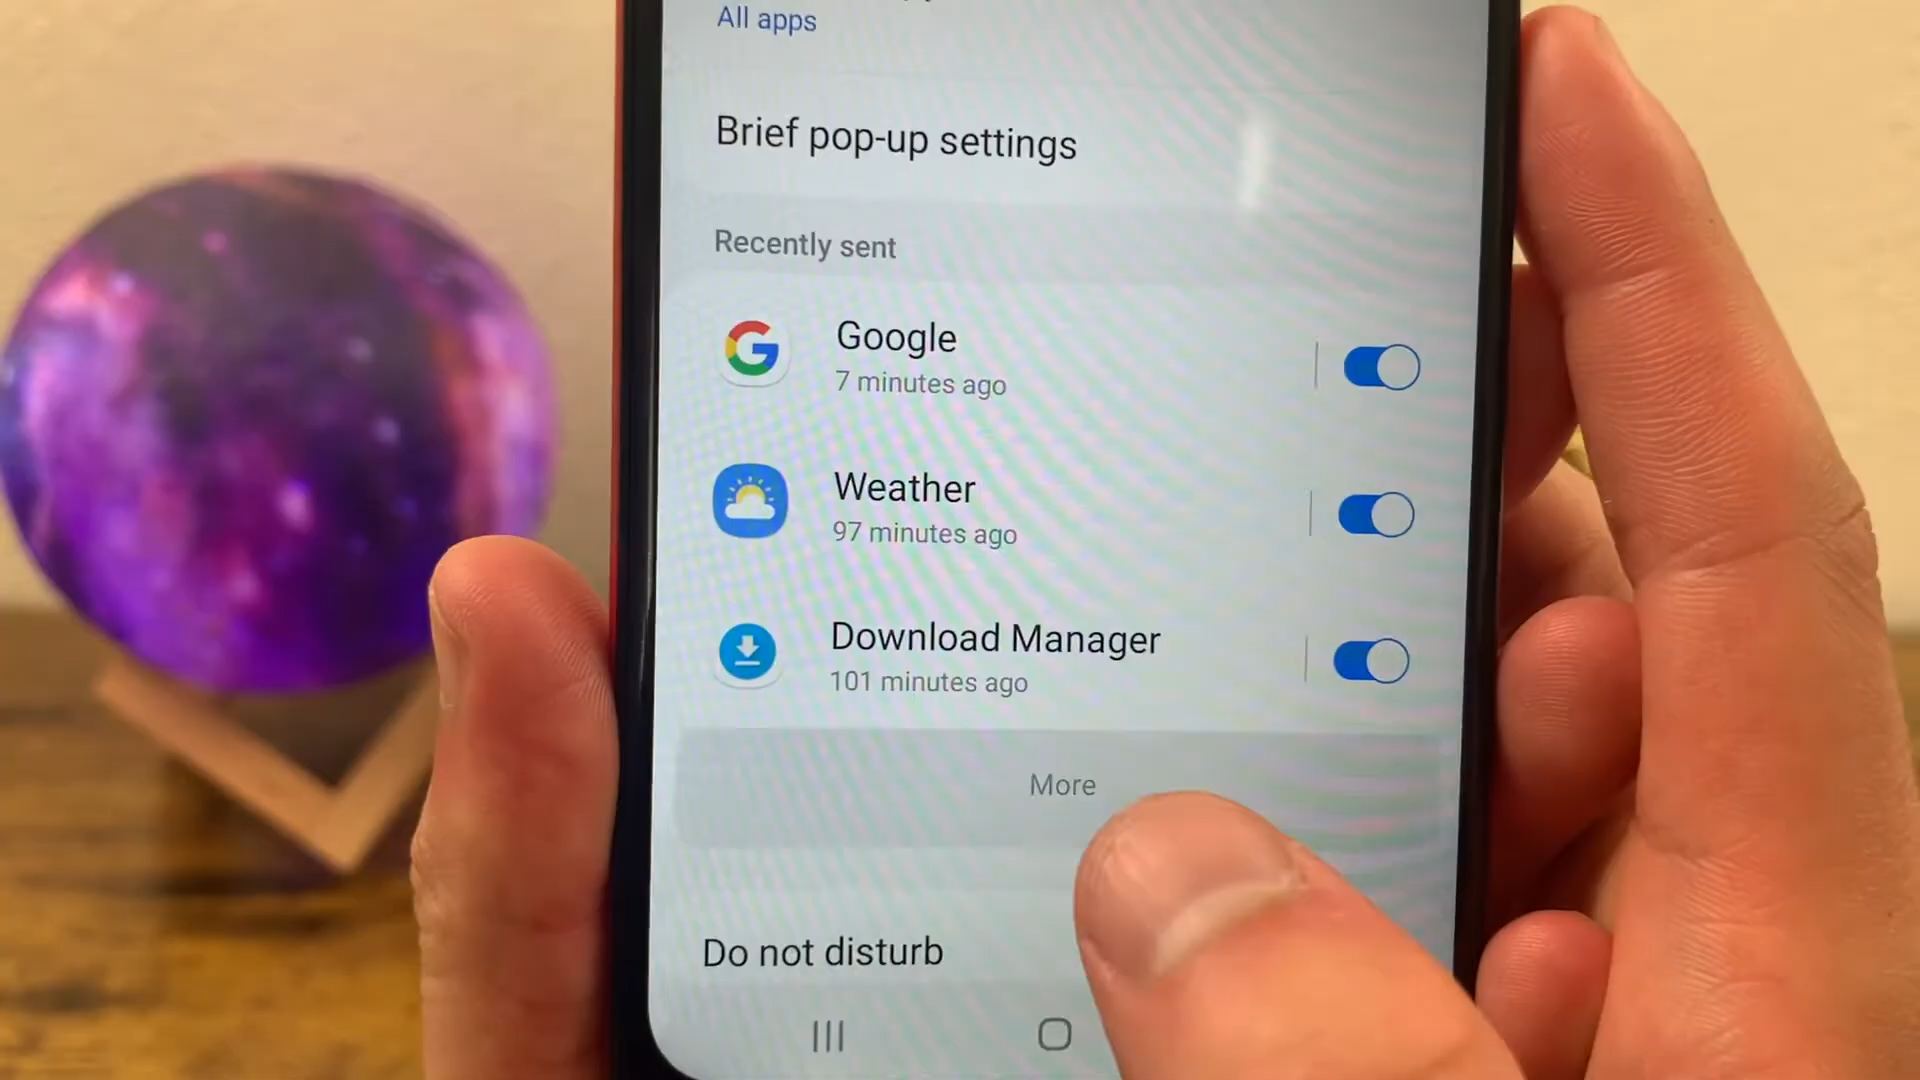 All apps
Brief pop-up settings
Recently sent
Google
7 minutes ago
Weather
97 minutes ago
Download Manager
101 minutes ago
More
Do not disturb